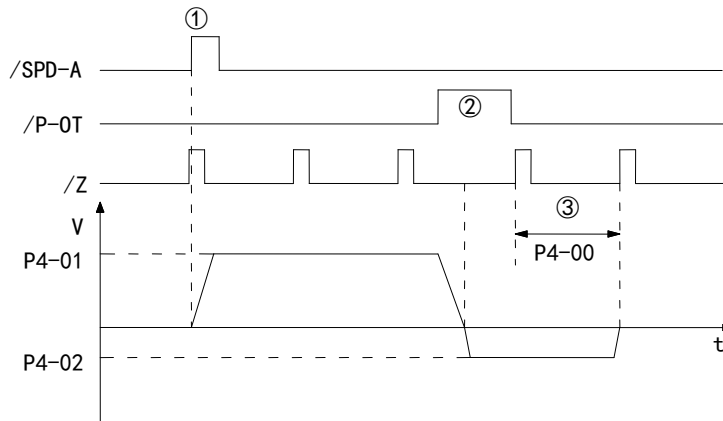 ①
/SPD-A
②
/P-OT
/Z
③
V
P4-00
P4-01
t
P4-02